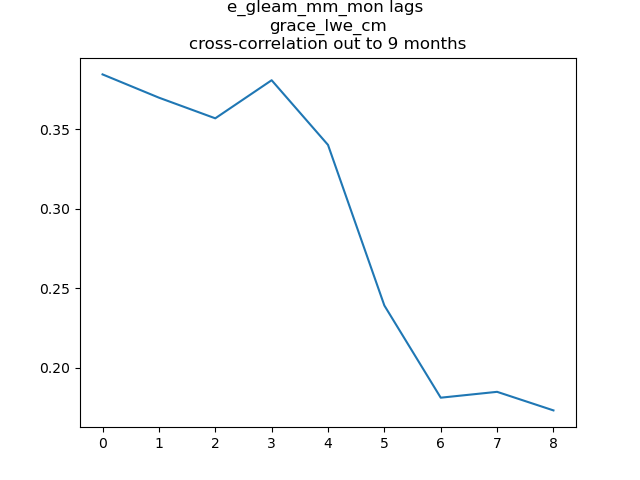 e_gleam_mm_mon lags
grace_lwe_cm
cross-correlation out to 9 months
0.35
0.30
0.25
0.20
0 1 2 3 4 5 6 7 8